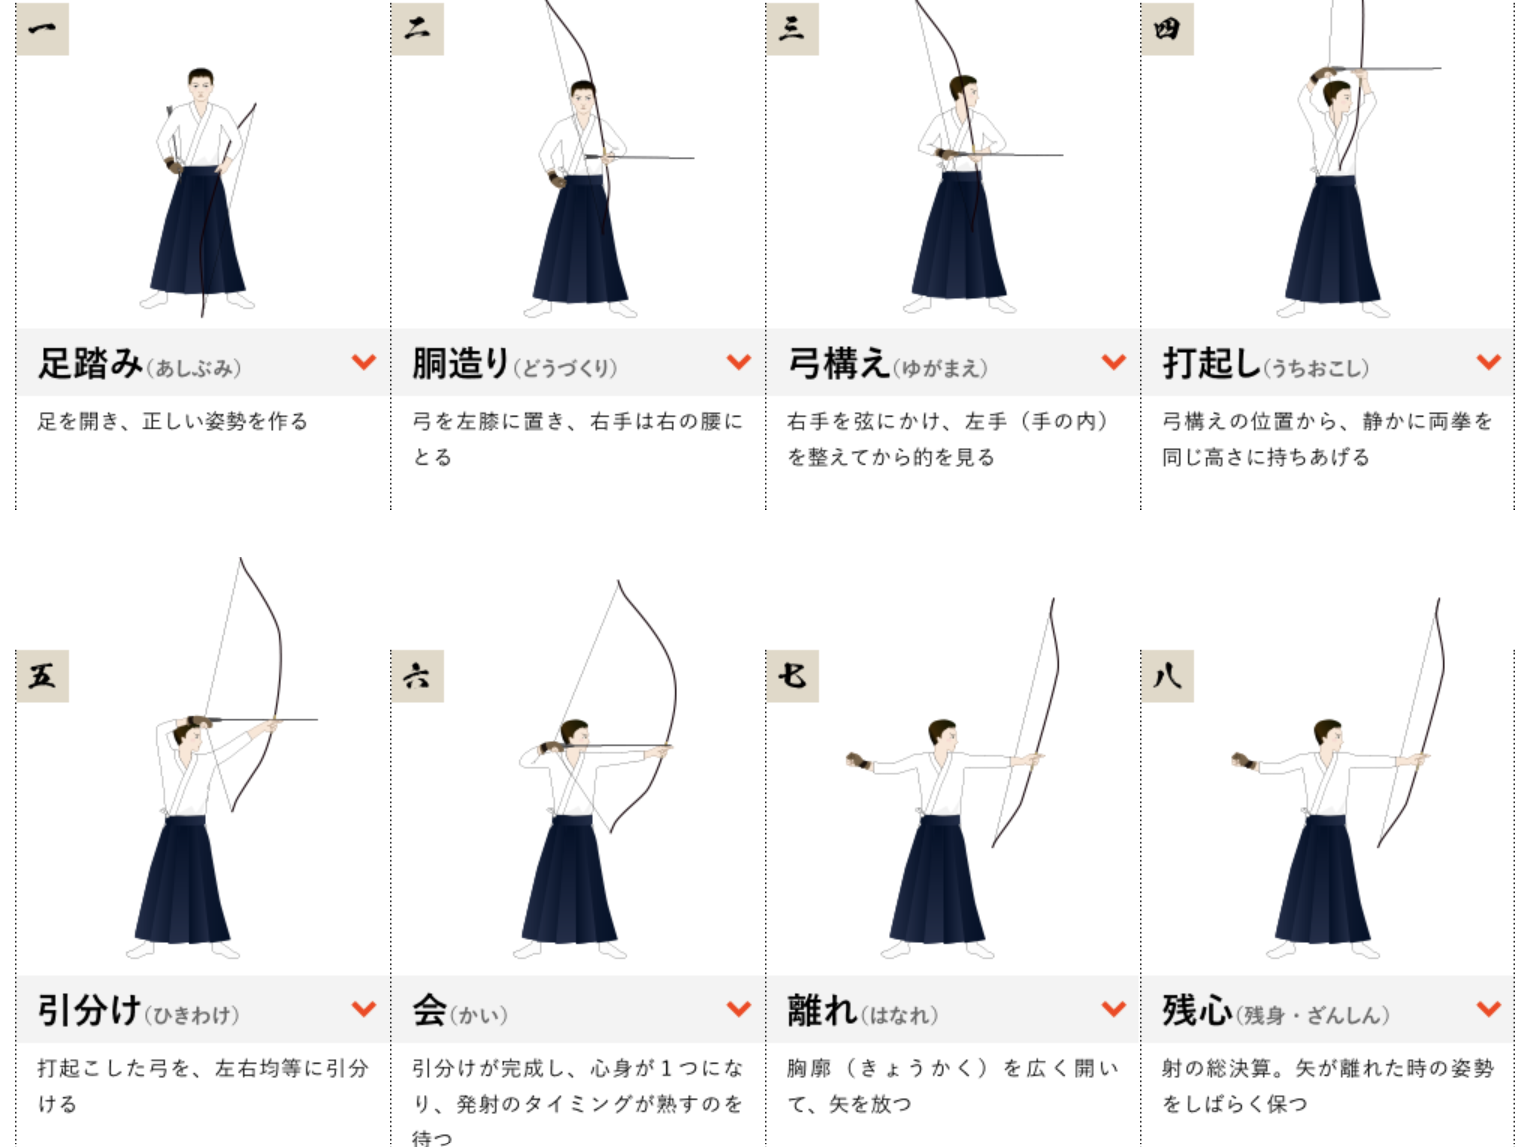 一
足踏み(あしぶみ)
足を開き、正しい姿勢を作る
二
胴造り(どうづくり)
弓を左膝に置き、右手は右の腰に
とる
三
弓構え(ゆがまえ)
右手を弦にかけ、左手（手の内）
を整えてから的を見る
四
打起し(うちおこし)
弓構えの位置から、静かに両拳を
同じ高さに持ちあげる
五
引分け(ひきわけ)
打起こした弓を、左右均等に引分
ける
六
会(かい)
引分けが完成し、心身が１つにな
り、発射のタイミングが熟すのを
待つ
七
離れ(はなれ)
胸廓（きょうかく）を広く開い
て、矢を放つ
八
残心(残身・ざんしん)
射の総決算。矢が離れた時の姿勢
をしばらく保つ